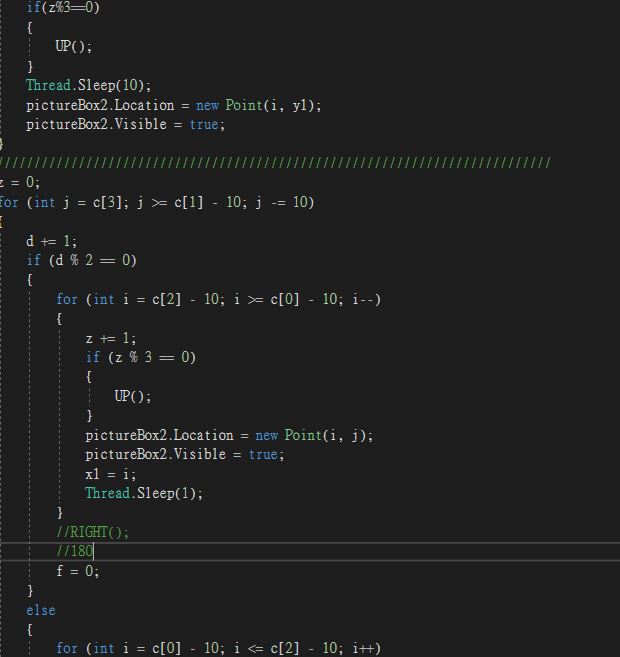 if(z%3==0)
{
UP();
}
Thread.Sleep(10);
pictureBox2.Location = new Point(i, y1);
pictureBox2.Visible = true;
}
///////////////////////////////////////////////////////////////////////////
z = 0;
for (int j = c[3]; j >= c[1] - 10; j -= 10)
{
d += 1;
if (d % 2 == 0)
{
for (int i = c[2] - 10; i >= c[0] - 10; i--)
{
z += 1;
if (z % 3 == 0)
{
UP();
}
pictureBox2.Location = new Point(i, j);
pictureBox2.Visible = true;
x1 = i;
Thread.Sleep(1);
}
//RIGHT();
//180
f = 0;
}
else
{
for (int i = c[0] - 10; i <= c[2] - 10; i++)